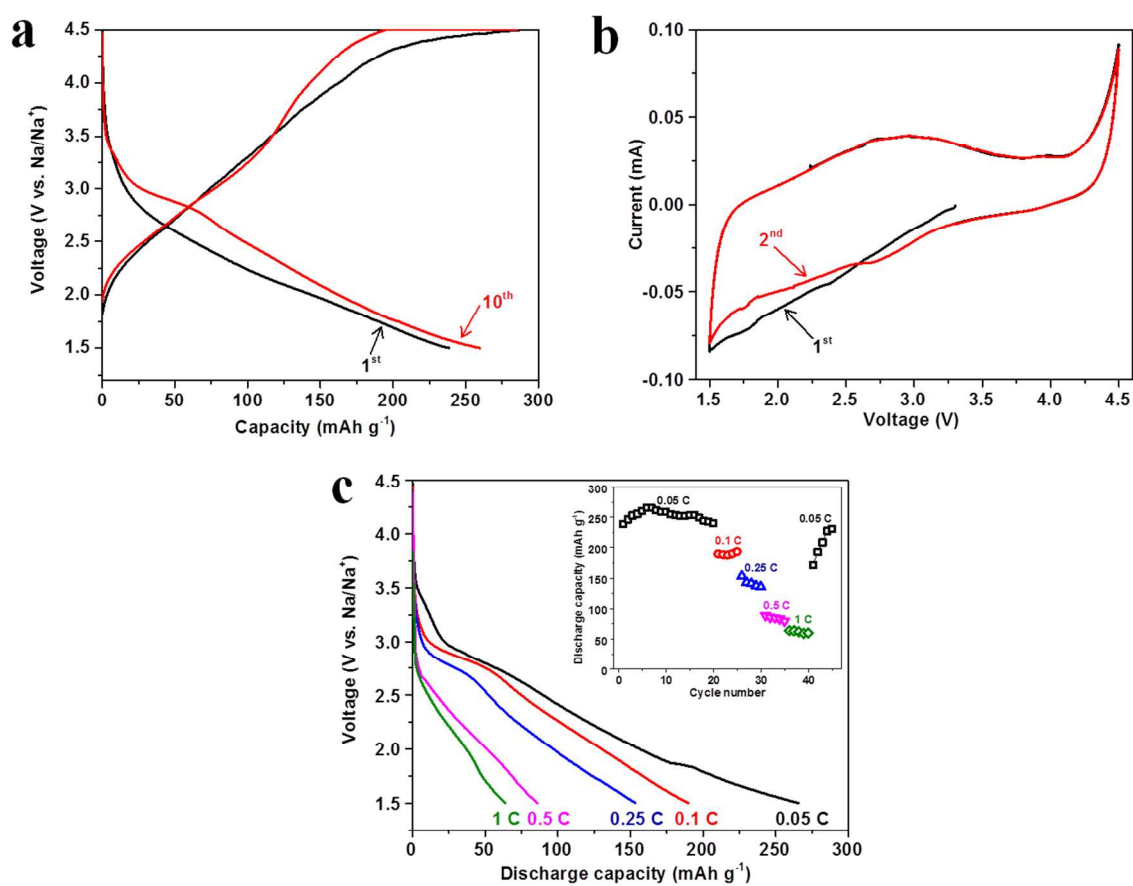 a
4.5
4.0
3.5
3.0
2.5
2.0
1.5
Voltage (V vs. Na/Na⁺)
10ᵗʰ
1ˢᵗ
0 50 100 150 200 250 300
Capacity (mAh g⁻¹)
b
0.10
0.05
0.00
-0.05
-0.10
Current (mA)
2ⁿᵈ
1ˢᵗ
1.5 2.0 2.5 3.0 3.5 4.0 4.5
Voltage (V)
c
4.5
4.0
3.5
3.0
2.5
2.0
1.5
Voltage (V vs. Na/Na⁺)
300
250
200
150
100
50
0
Discharge capacity (mAh g⁻¹)
0.05 C
0.05 C
0.1 C
0.25 C
0.5 C
1 C
0 10 20 30 40
Cycle number
1 C 0.5 C 0.25 C 0.1 C 0.05 C
0 50 100 150 200 250 300
Discharge capacity (mAh g⁻¹)